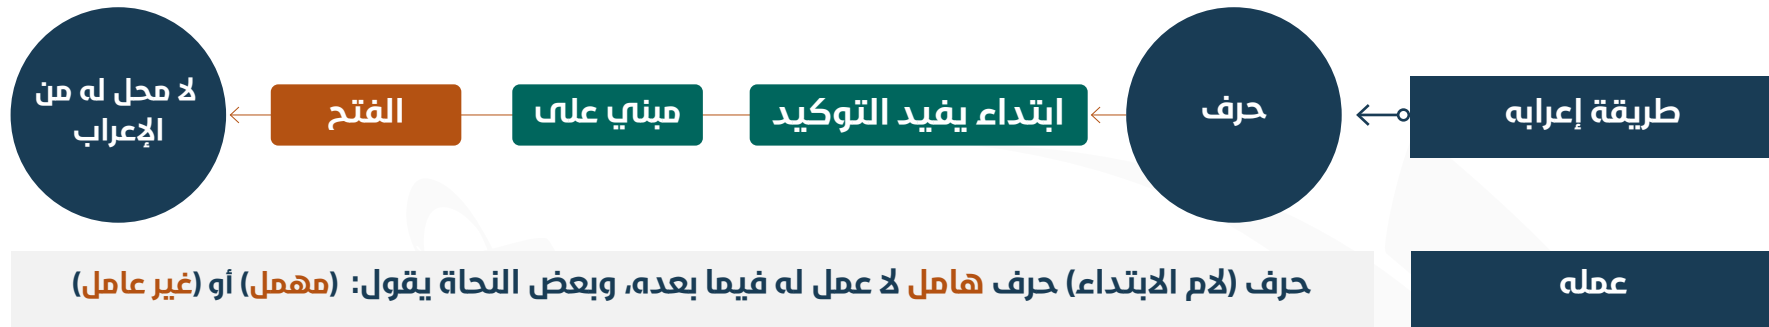 طريقة إعرابه
حرف
ابتداء يفيد التوكيد
مبني على
الفتح
لا محل له من
الإعراب
عمله
حرف (لام الابتداء) حرف هامل لا عمل له فيما بعده، وبعض النحاة يقول: (مهمل) أو (غير عامل)